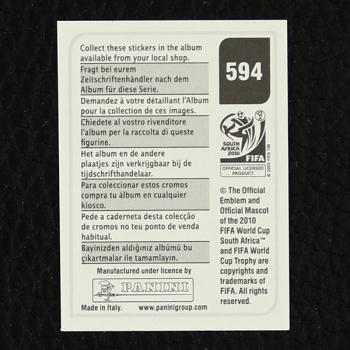 Collect these stickers in the album
available from your local shop.
Fragt bei eurem
Zeitschriftenhändler nach dem
Album für diese Serie.
Demandez à votre détaillant l'Album
pour la collection de ces images.
Chiedete al vostro rivenditore
l'album per la raccolta di queste
figurine.
Het album en de andere
plaatjes zijn verkrijgbaar bij de
tijdschriftenhandelaar.
Para coleccionar estos cromos
compra tu álbum en cualquier
kiosco.
Pede a caderneta desta colecção
de cromos no teu ponto de venda
habitual.
Bayinizden aldığınız albümü bu
çıkartmalar ile tamamlayın.
Manufactured under licence by
PANINI
Made in Italy. www.paninigroup.com
594
SOUTH AFRICA
2010
FIFA
OFFICIAL LICENSED
PRODUCT
© The Official
Emblem and
Official Mascot
of the 2010
FIFA World Cup
South Africa™
and FIFA World
Cup Trophy are
copyrights and
trademarks of
FIFA. All rights
reserved.